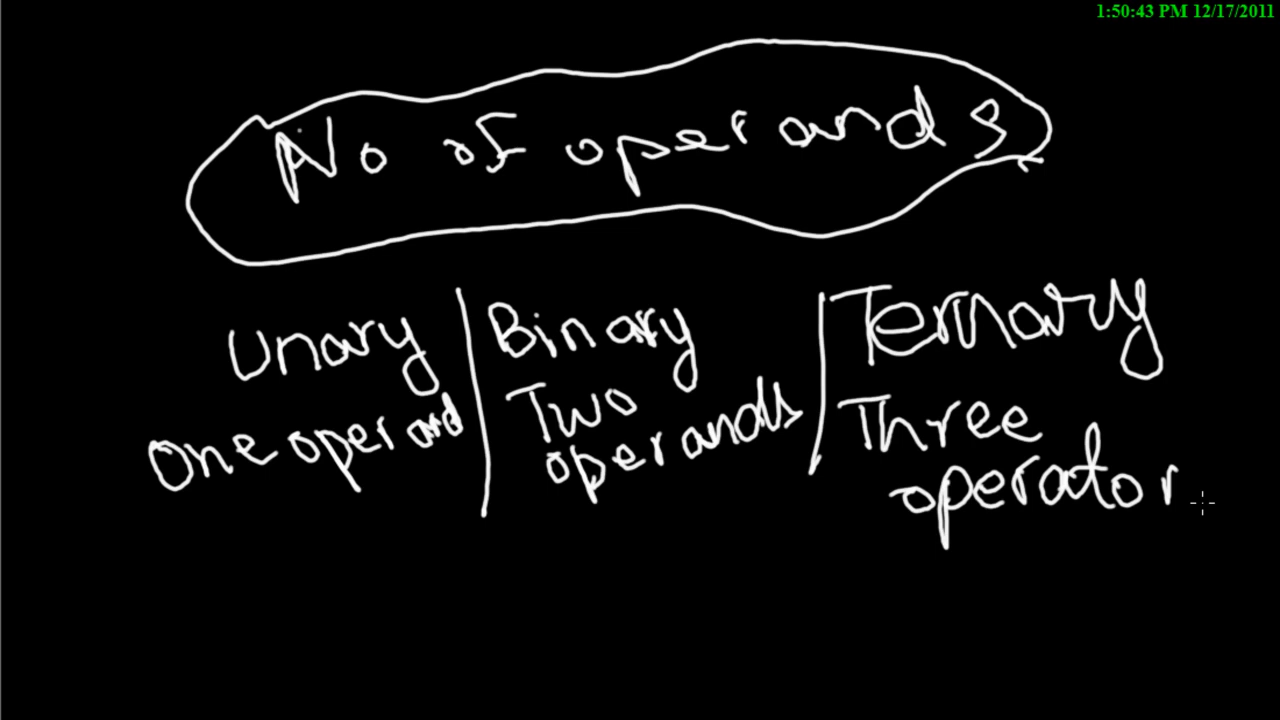 1:50:43 PM 12/17/2011
No of operands
Unary
One operand
Binary
Two
operands
Ternary
Three
operator